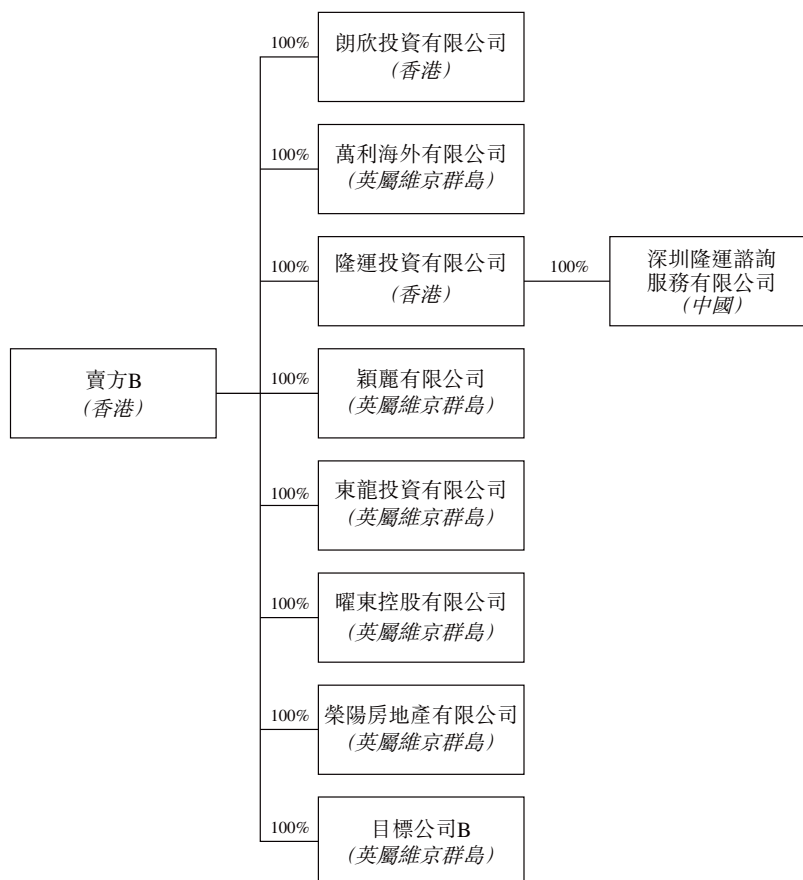 100%
朗欣投資有限公司
（香港）
100%
萬利海外有限公司
（英屬維京群島）
100%
隆運投資有限公司
（香港）
100%
深圳隆運諮詢
服務有限公司
（中國）
賣方B
（香港）
100%
穎麗有限公司
（英屬維京群島）
100%
東龍投資有限公司
（英屬維京群島）
100%
曜東控股有限公司
（英屬維京群島）
100%
榮陽房地產有限公司
（英屬維京群島）
100%
目標公司B
（英屬維京群島）